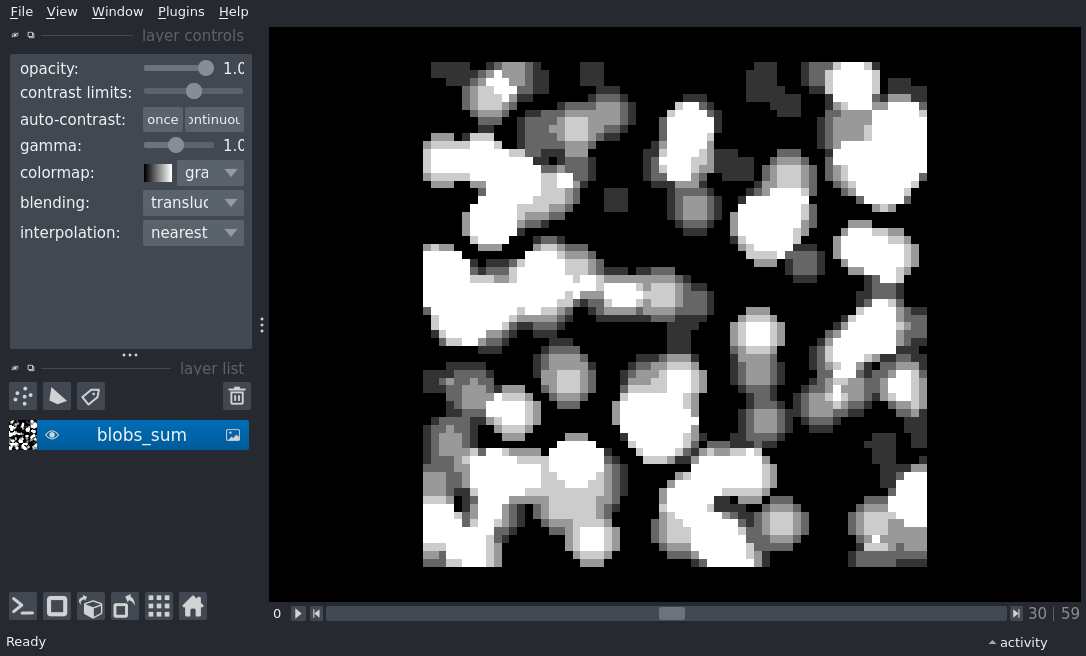 File View Window Plugins Help
layer controls
opacity: 1.0
contrast limits:
auto-contrast: once ontinuou
gamma: 1.0
colormap: gra
blending: transluc
interpolation: nearest
layer list
blobs_sum
0 30 59
Ready activity